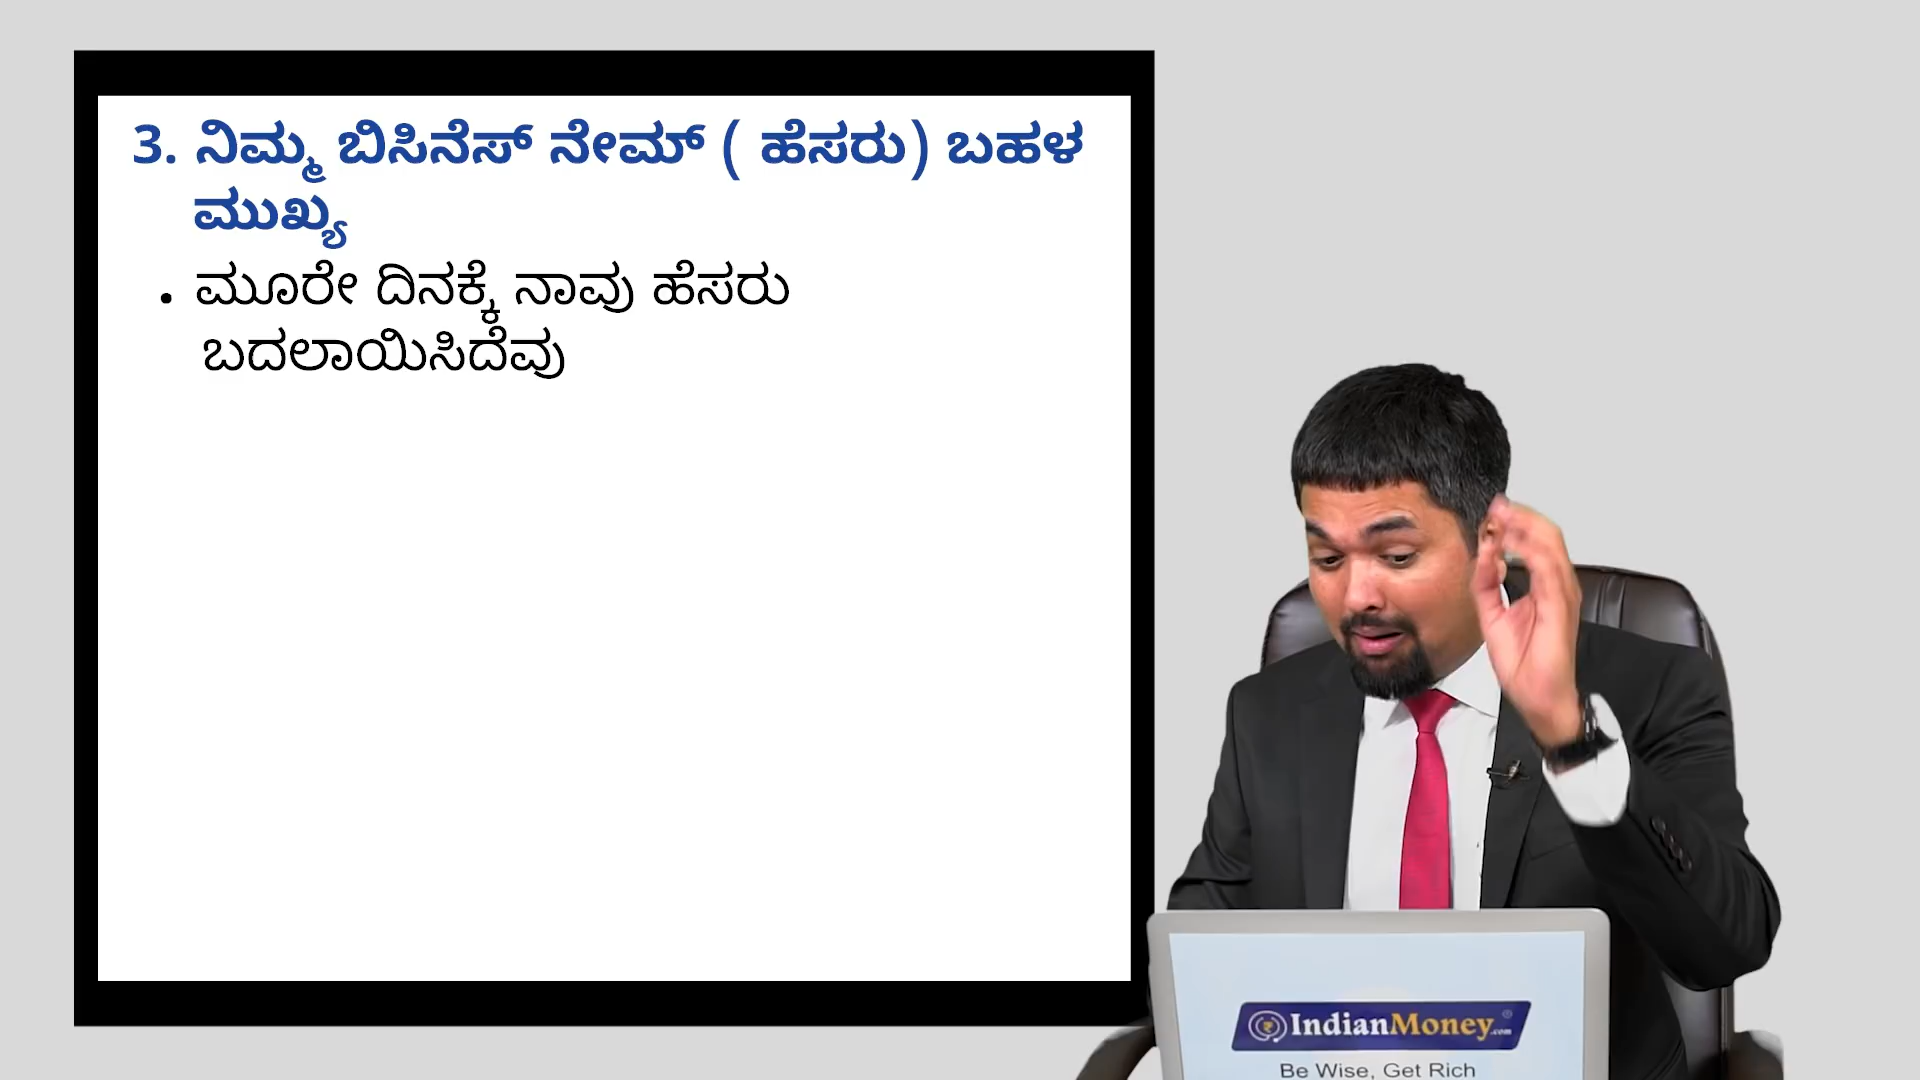 3. ನಿಮ್ಮ ಬಿಸಿನೆಸ್ ನೇಮ್ ( ಹೆಸರು) ಬಹಳ
ಮುಖ್ಯ
• ಮೂರೇ ದಿನಕ್ಕೆ ನಾವು ಹೆಸರು
ಬದಲಾಯಿಸಿದೆವು
IndianMoney.com
Be Wise, Get Rich